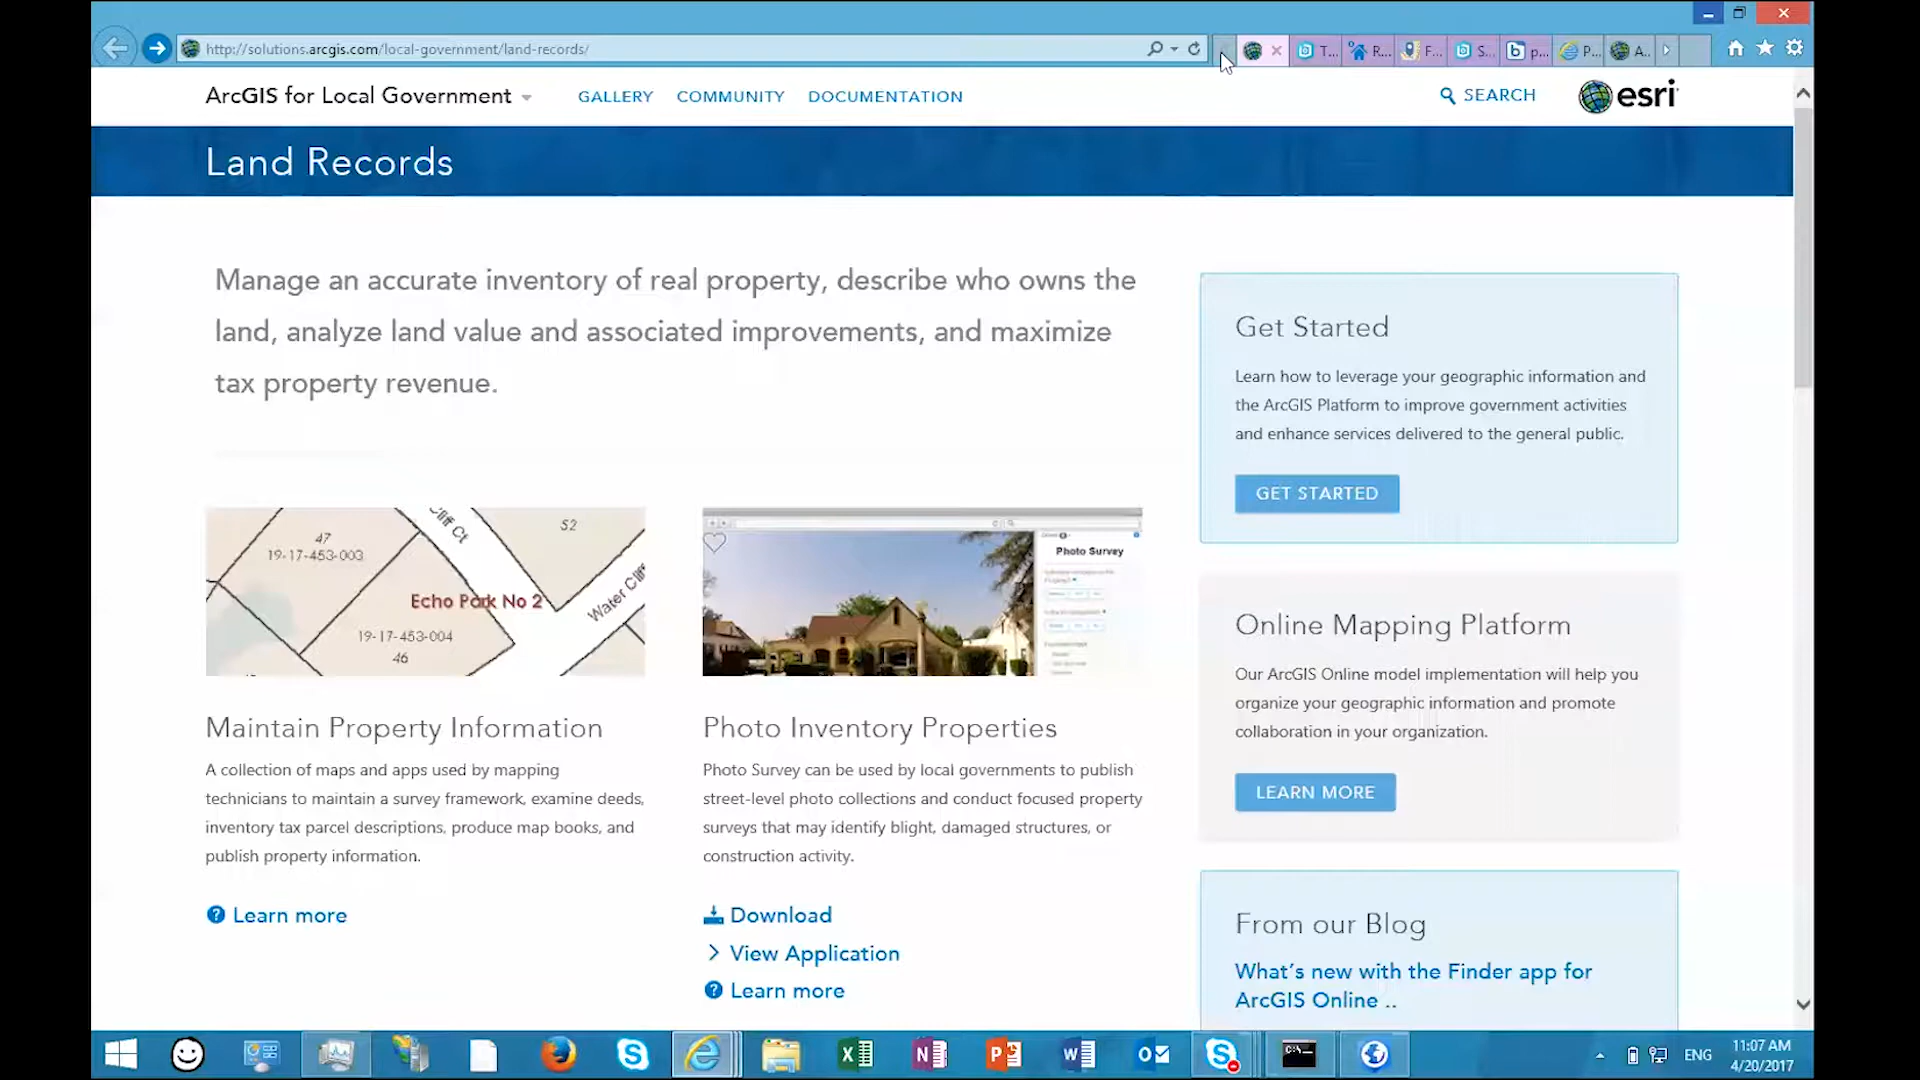 http://solutions.arcgis.com/local-government/land-records/
T...
R...
F...
S...
p...
P...
A...
ArcGIS for Local Government
GALLERY
COMMUNITY
DOCUMENTATION
SEARCH
esri
Land Records
Manage an accurate inventory of real property, describe who owns the
land, analyze land value and associated improvements, and maximize
tax property revenue.
Get Started
Learn how to leverage your geographic information and
the ArcGIS Platform to improve government activities
and enhance services delivered to the general public.
GET STARTED
Cliff Ct
52
47
19-17-453-003
Echo Park No 2
Water Cliff
19-17-453-004
46
Photo Survey
Online Mapping Platform
Our ArcGIS Online model implementation will help you
organize your geographic information and promote
collaboration in your organization.
LEARN MORE
Maintain Property Information
A collection of maps and apps used by mapping
technicians to maintain a survey framework, examine deeds,
inventory tax parcel descriptions, produce map books, and
publish property information.
Learn more
Photo Inventory Properties
Photo Survey can be used by local governments to publish
street-level photo collections and conduct focused property
surveys that may identify blight, damaged structures, or
construction activity.
Download
View Application
Learn more
From our Blog
What's new with the Finder app for
ArcGIS Online ..
ENG
11:07 AM
4/20/2017